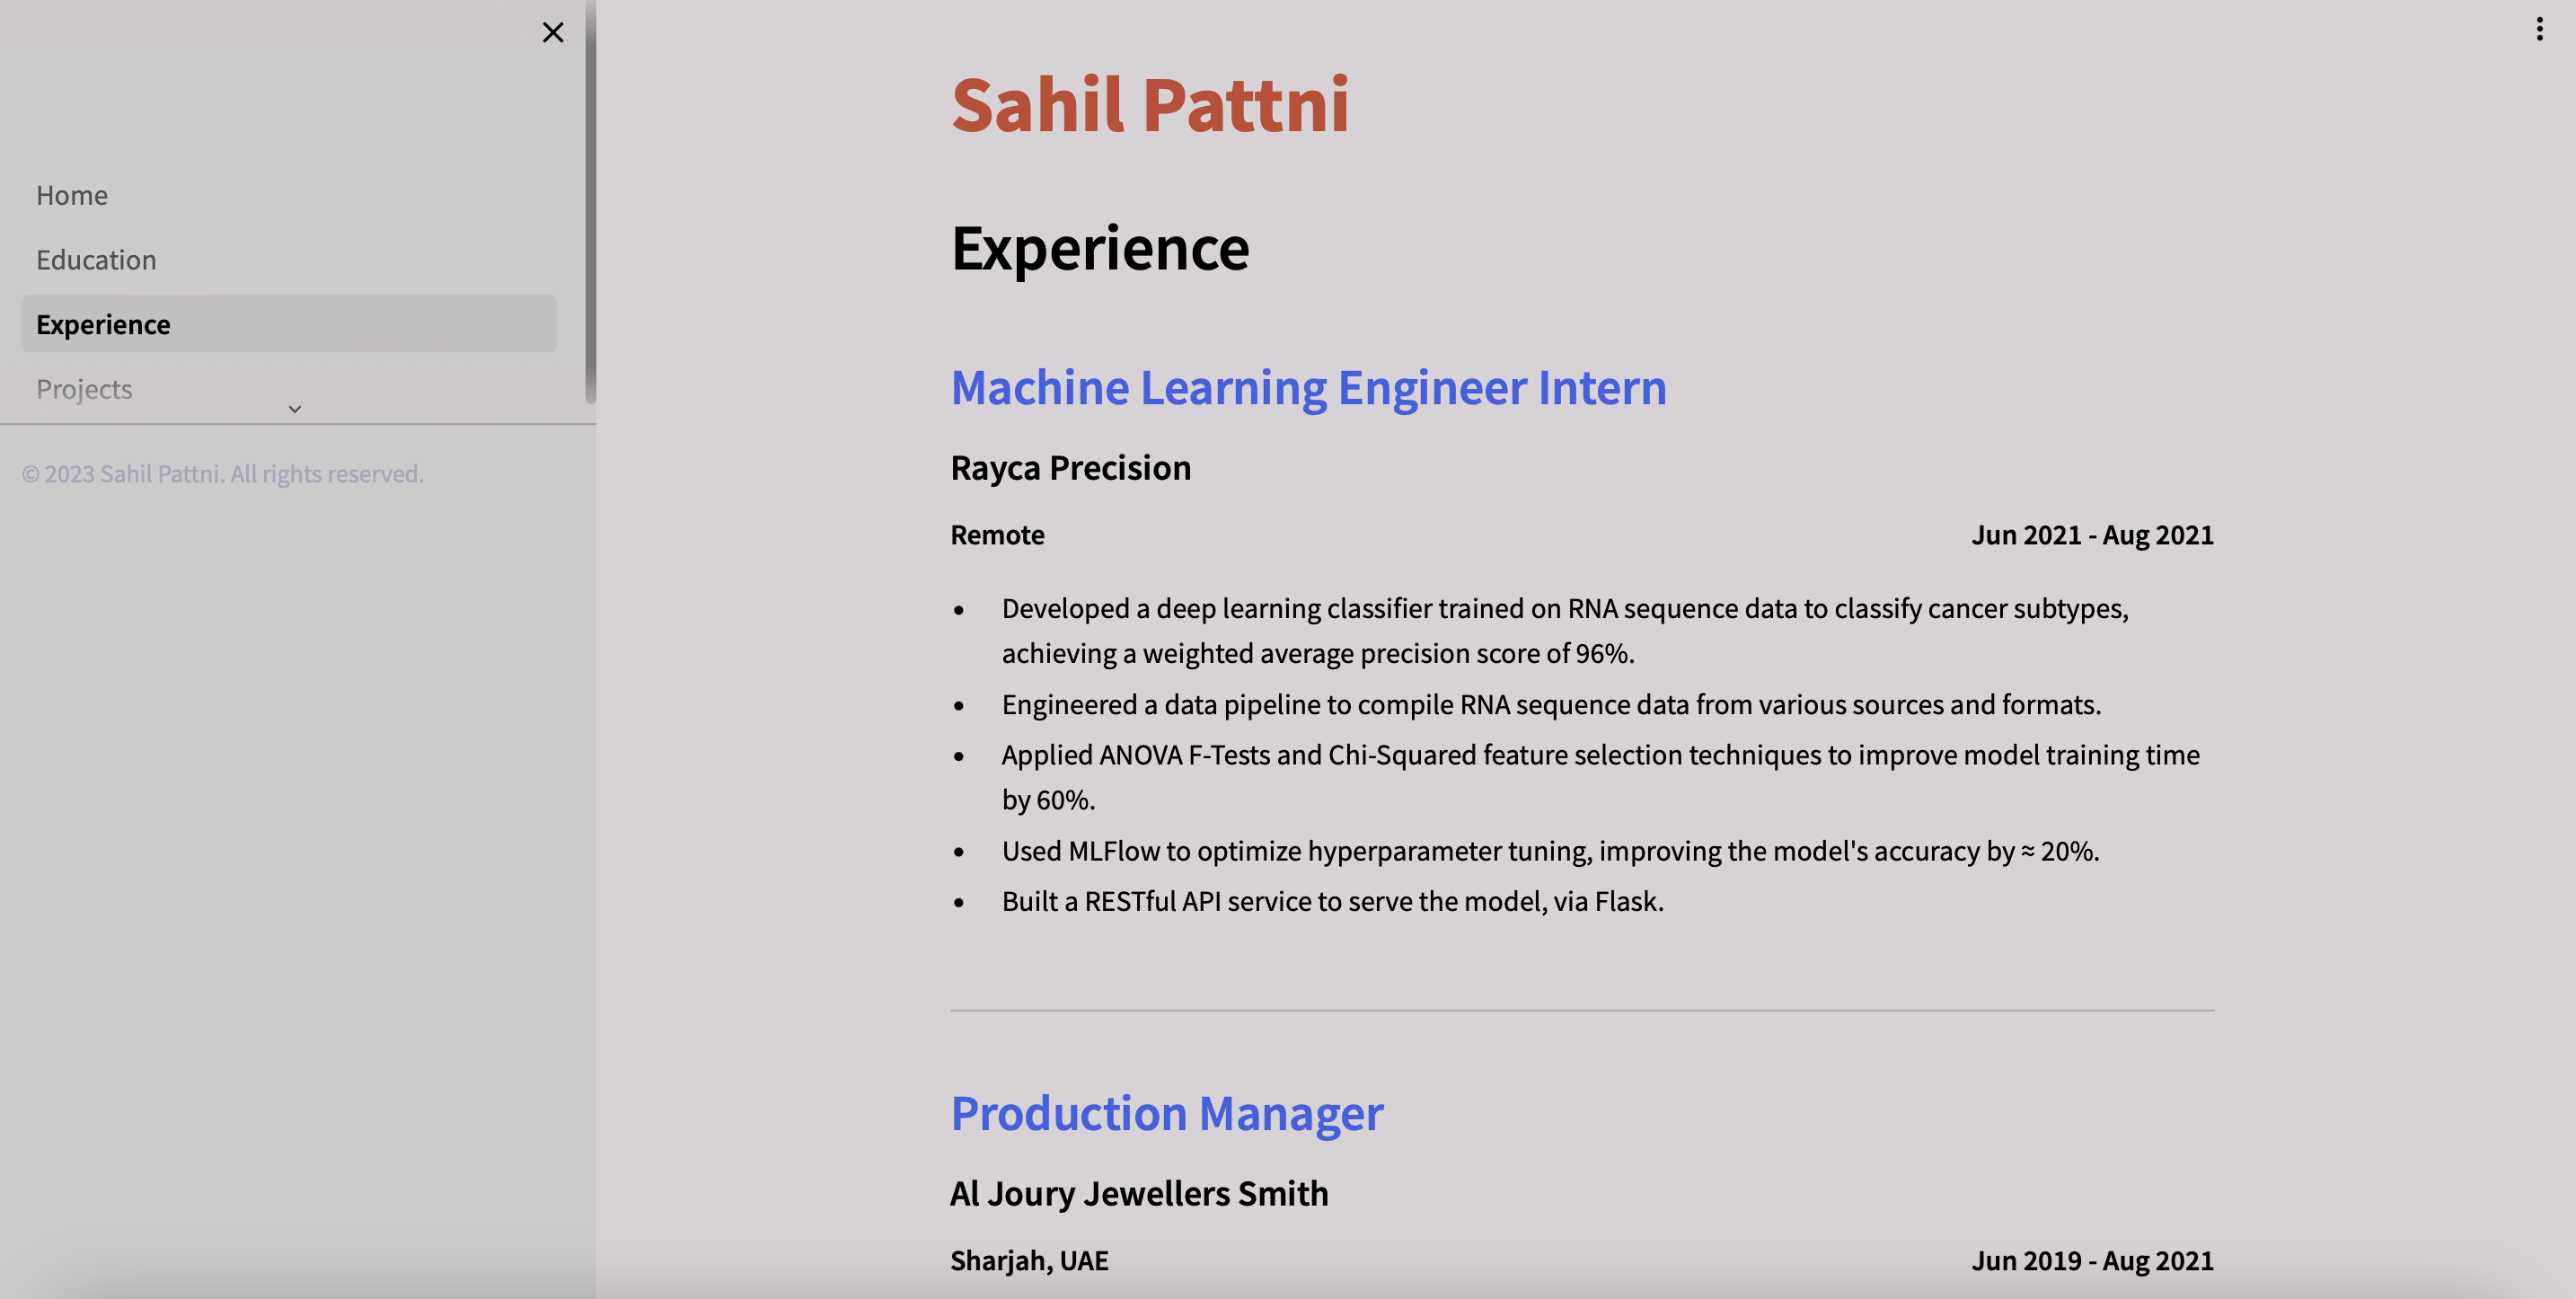 Home
Education
Experience
Projects
© 2023 Sahil Pattni. All rights reserved.
Sahil Pattni
Experience
Machine Learning Engineer Intern
Rayca Precision
Remote Jun 2021 - Aug 2021
• Developed a deep learning classifier trained on RNA sequence data to classify cancer subtypes,
achieving a weighted average precision score of 96%.
• Engineered a data pipeline to compile RNA sequence data from various sources and formats.
• Applied ANOVA F-Tests and Chi-Squared feature selection techniques to improve model training time
by 60%.
• Used MLFlow to optimize hyperparameter tuning, improving the model's accuracy by ≈ 20%.
• Built a RESTful API service to serve the model, via Flask.
Production Manager
Al Joury Jewellers Smith
Sharjah, UAE Jun 2019 - Aug 2021